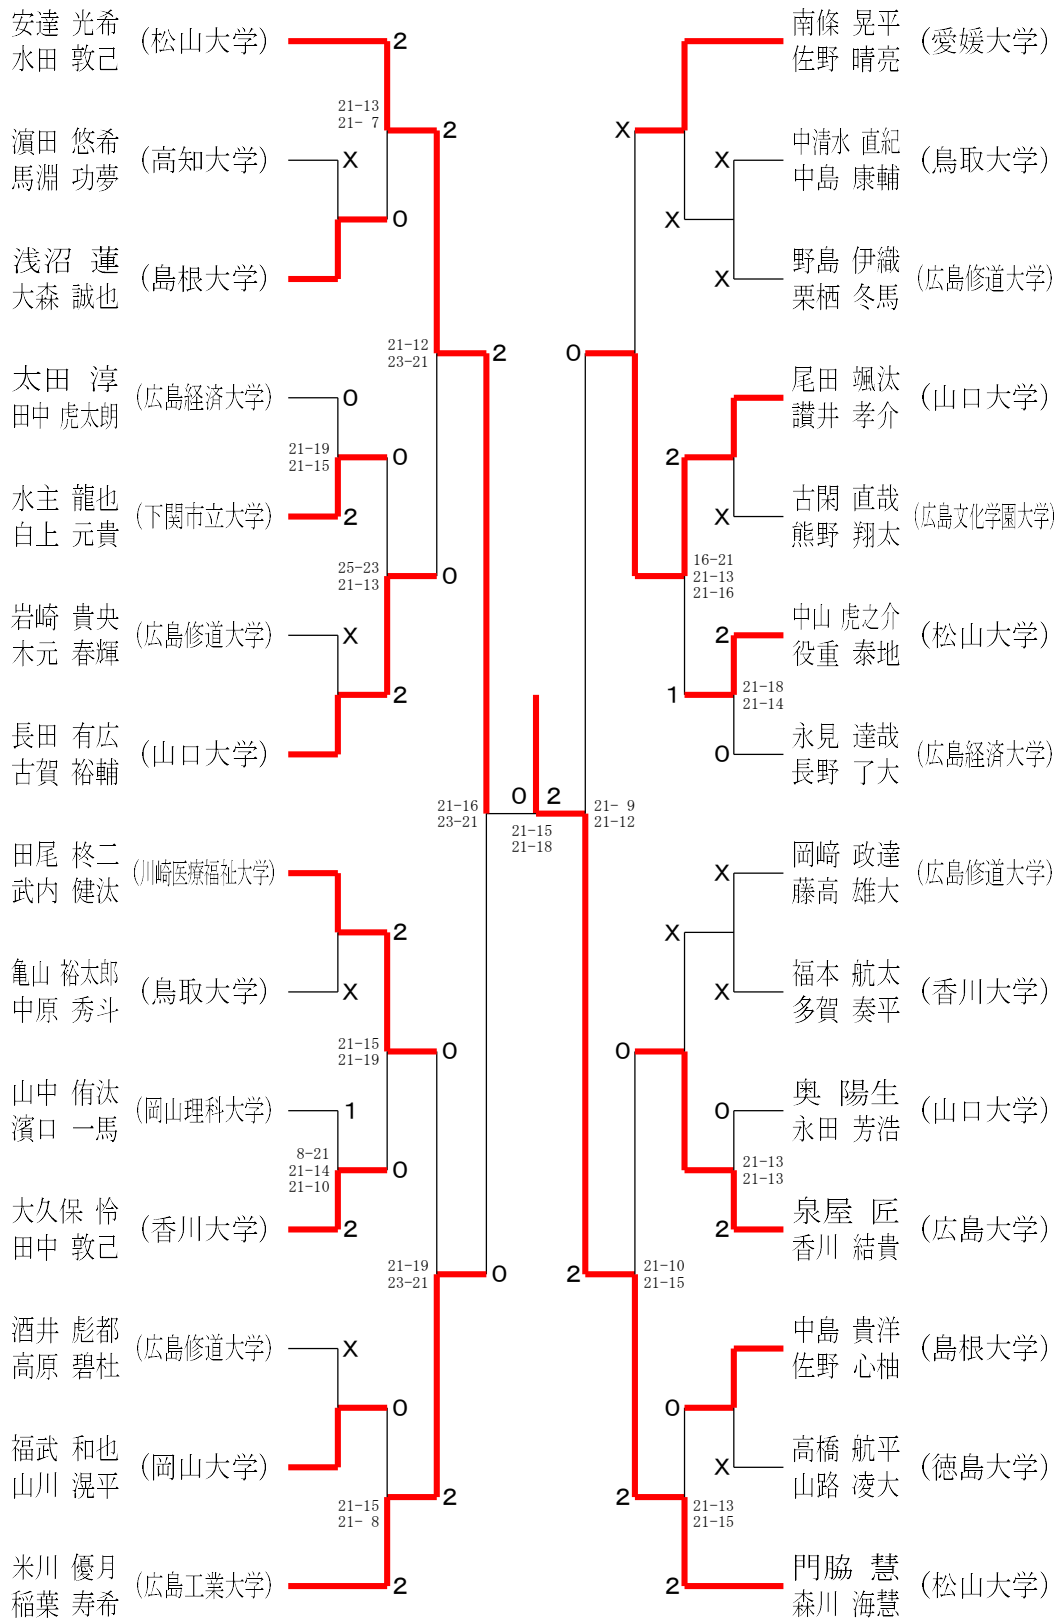 安達 光希
水田 敦己
(松山大学)
2
21-13
21- 7
2
濵田 悠希
馬淵 功夢
(高知大学)
X
0
浅沼 蓮
大森 誠也
(島根大学)
21-12
23-21
2
太田 淳
田中 虎太朗
(広島経済大学)
0
21-19
21-15
0
水主 龍也
白上 元貴
(下関市立大学)
2
25-23
21-13
0
岩崎 貴央
木元 春輝
(広島修道大学)
X
2
長田 有広
古賀 裕輔
(山口大学)
21-16
23-21
田尾 柊二
武内 健汰
(川崎医療福祉大学)
2
亀山 裕太郎
中原 秀斗
(鳥取大学)
X
21-15
21-19
0
山中 侑汰
濱口 一馬
(岡山理科大学)
1
8-21
21-14
21-10
0
大久保 怜
田中 敦己
(香川大学)
2
21-19
23-21
0
酒井 彪都
高原 碧杜
(広島修道大学)
X
0
福武 和也
山川 滉平
(岡山大学)
21-15
21- 8
2
米川 優月
稲葉 寿希
(広島工業大学)
2
0 2
21-15
21-18
南條 晃平
佐野 晴亮
(愛媛大学)
X
中清水 直紀
中島 康輔
(鳥取大学)
X
X
野島 伊織
栗栖 冬馬
(広島修道大学)
X
0
尾田 颯汰
讃井 孝介
(山口大学)
2
古閑 直哉
熊野 翔太
(広島文化学園大学)
X
16-21
21-13
21-16
中山 虎之介
役重 泰地
(松山大学)
2
1
21-18
21-14
永見 達哉
長野 了大
(広島経済大学)
0
21- 9
21-12
岡﨑 政達
藤高 雄大
(広島修道大学)
X
X
福本 航太
多賀 奏平
(香川大学)
X
0
奥 陽生
永田 芳浩
(山口大学)
0
21-13
21-13
泉屋 匠
香川 結貴
(広島大学)
2
2
21-10
21-15
中島 貴洋
佐野 心柚
(島根大学)
0
高橋 航平
山路 凌大
(徳島大学)
X
2
21-13
21-15
門脇 慧
森川 海慧
(松山大学)
2